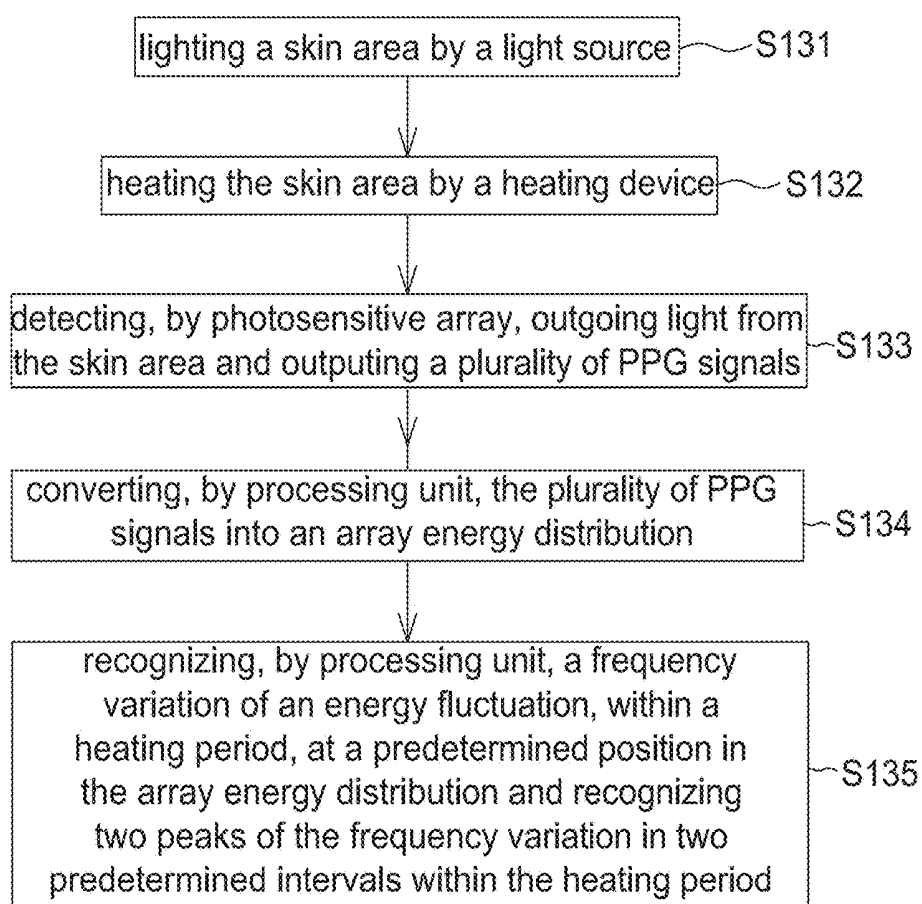 lighting a skin area by a light source
S131
heating the skin area by a heating device
S132
detecting, by photosensitive array, outgoing light from
the skin area and outputing a plurality of PPG signals
S133
converting, by processing unit, the plurality of PPG
signals into an array energy distribution
S134
recognizing, by processing unit, a frequency
variation of an energy fluctuation, within a
heating period, at a predetermined position in
the array energy distribution and recognizing
two peaks of the frequency variation in two
predetermined intervals within the heating period
S135